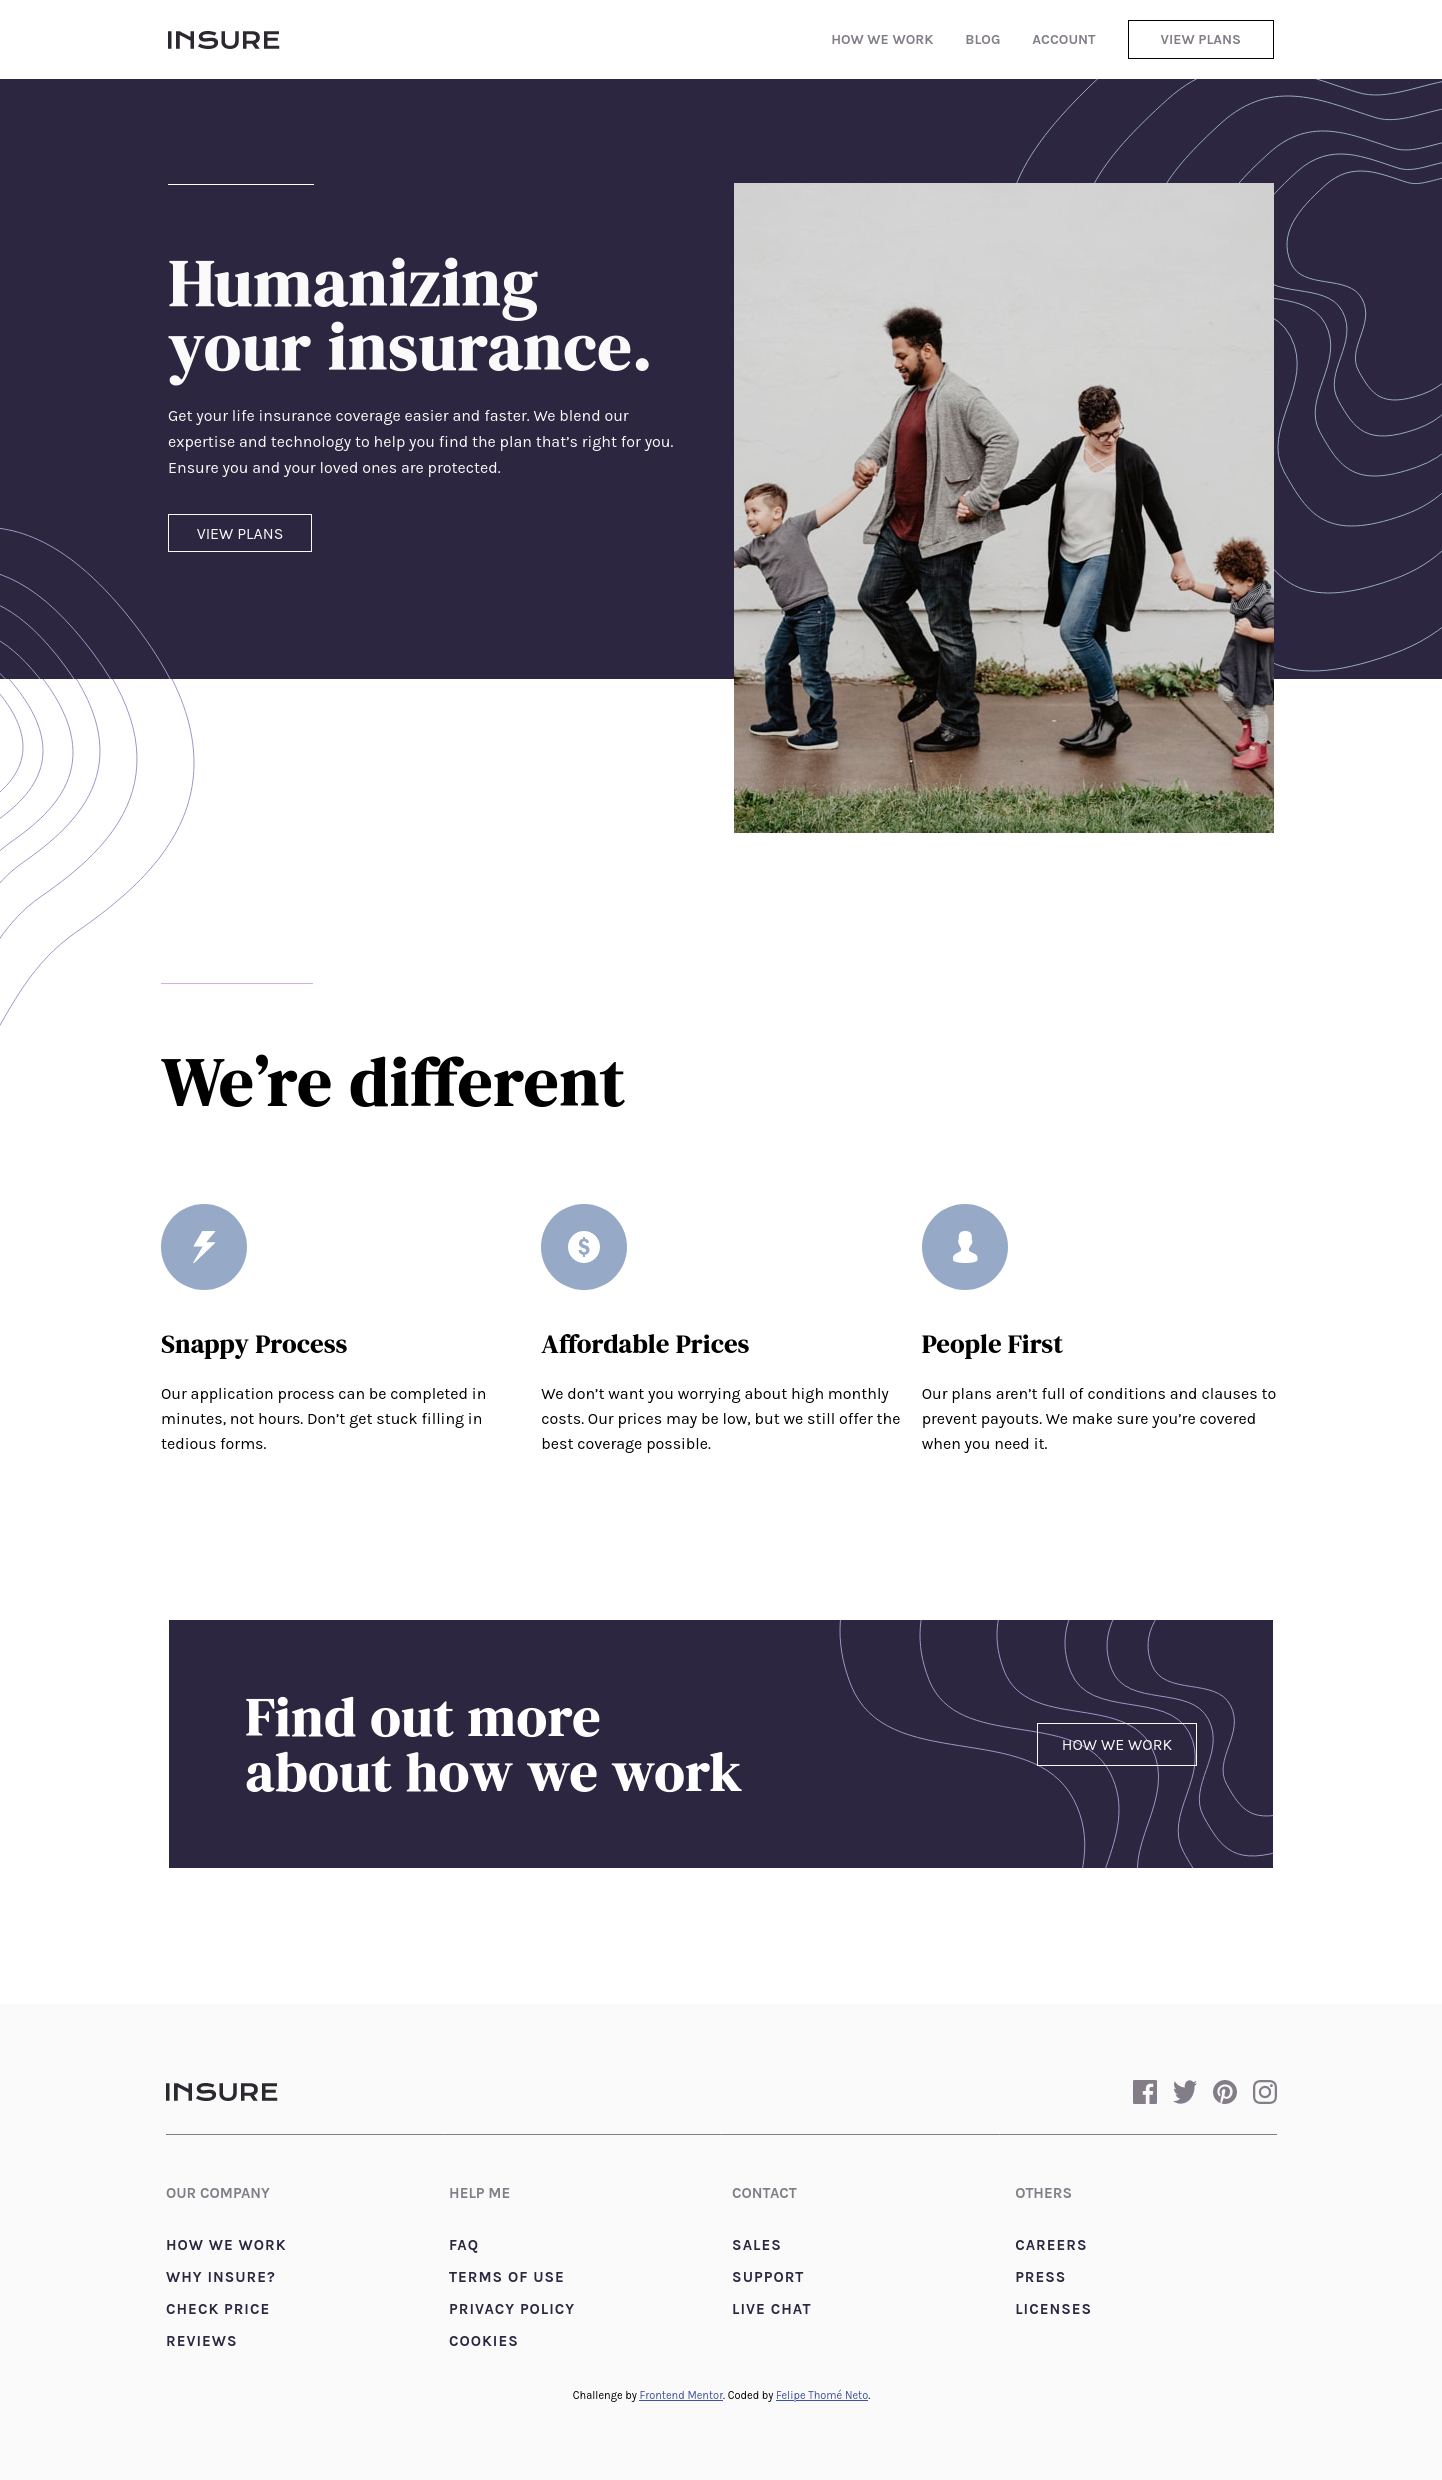 INSURE
HOW WE WORK
BLOG
ACCOUNT
VIEW PLANS
Humanizing
your insurance.
Get your life insurance coverage easier and faster. We blend our
expertise and technology to help you find the plan that’s right for you.
Ensure you and your loved ones are protected.
VIEW PLANS
We’re different
Snappy Process
Our application process can be completed in
minutes, not hours. Don’t get stuck filling in
tedious forms.
Affordable Prices
We don’t want you worrying about high monthly
costs. Our prices may be low, but we still offer the
best coverage possible.
People First
Our plans aren’t full of conditions and clauses to
prevent payouts. We make sure you’re covered
when you need it.
Find out more
about how we work
HOW WE WORK
INSURE
OUR COMPANY
HOW WE WORK
WHY INSURE?
CHECK PRICE
REVIEWS
HELP ME
FAQ
TERMS OF USE
PRIVACY POLICY
COOKIES
CONTACT
SALES
SUPPORT
LIVE CHAT
OTHERS
CAREERS
PRESS
LICENSES
Challenge by Frontend Mentor. Coded by Felipe Thomé Neto.